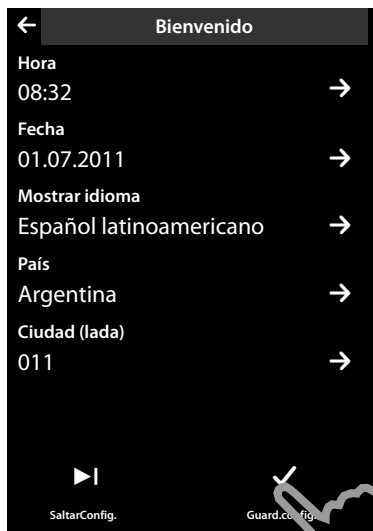 Bienvenido
Hora
08:32
Fecha
01.07.2011
Mostrar idioma
Español latinoamericano
País
Argentina
Ciudad (lada)
011
SaltarConfig. Guard.config.